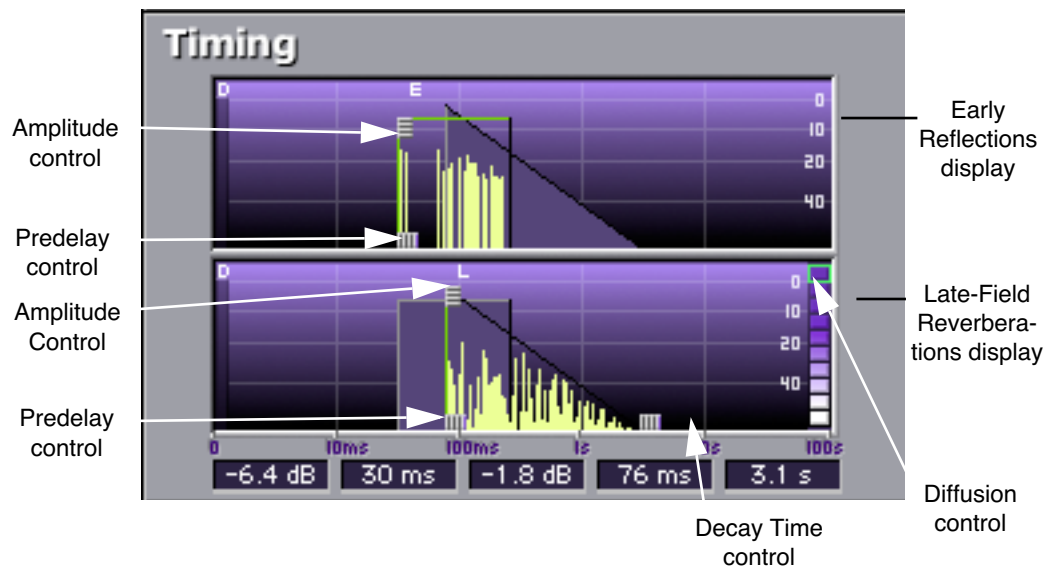 Timing
D
E
0
10
20
40
D
L
0
10
20
40
0
10ms
100ms
1s
100s
-6.4 dB
30 ms
-1.8 dB
76 ms
3.1 s
Amplitude
control
Predelay
control
Amplitude
Control
Predelay
control
Early
Reflections
display
Late-Field
Reverbera-
tions display
Diffusion
control
Decay Time
control